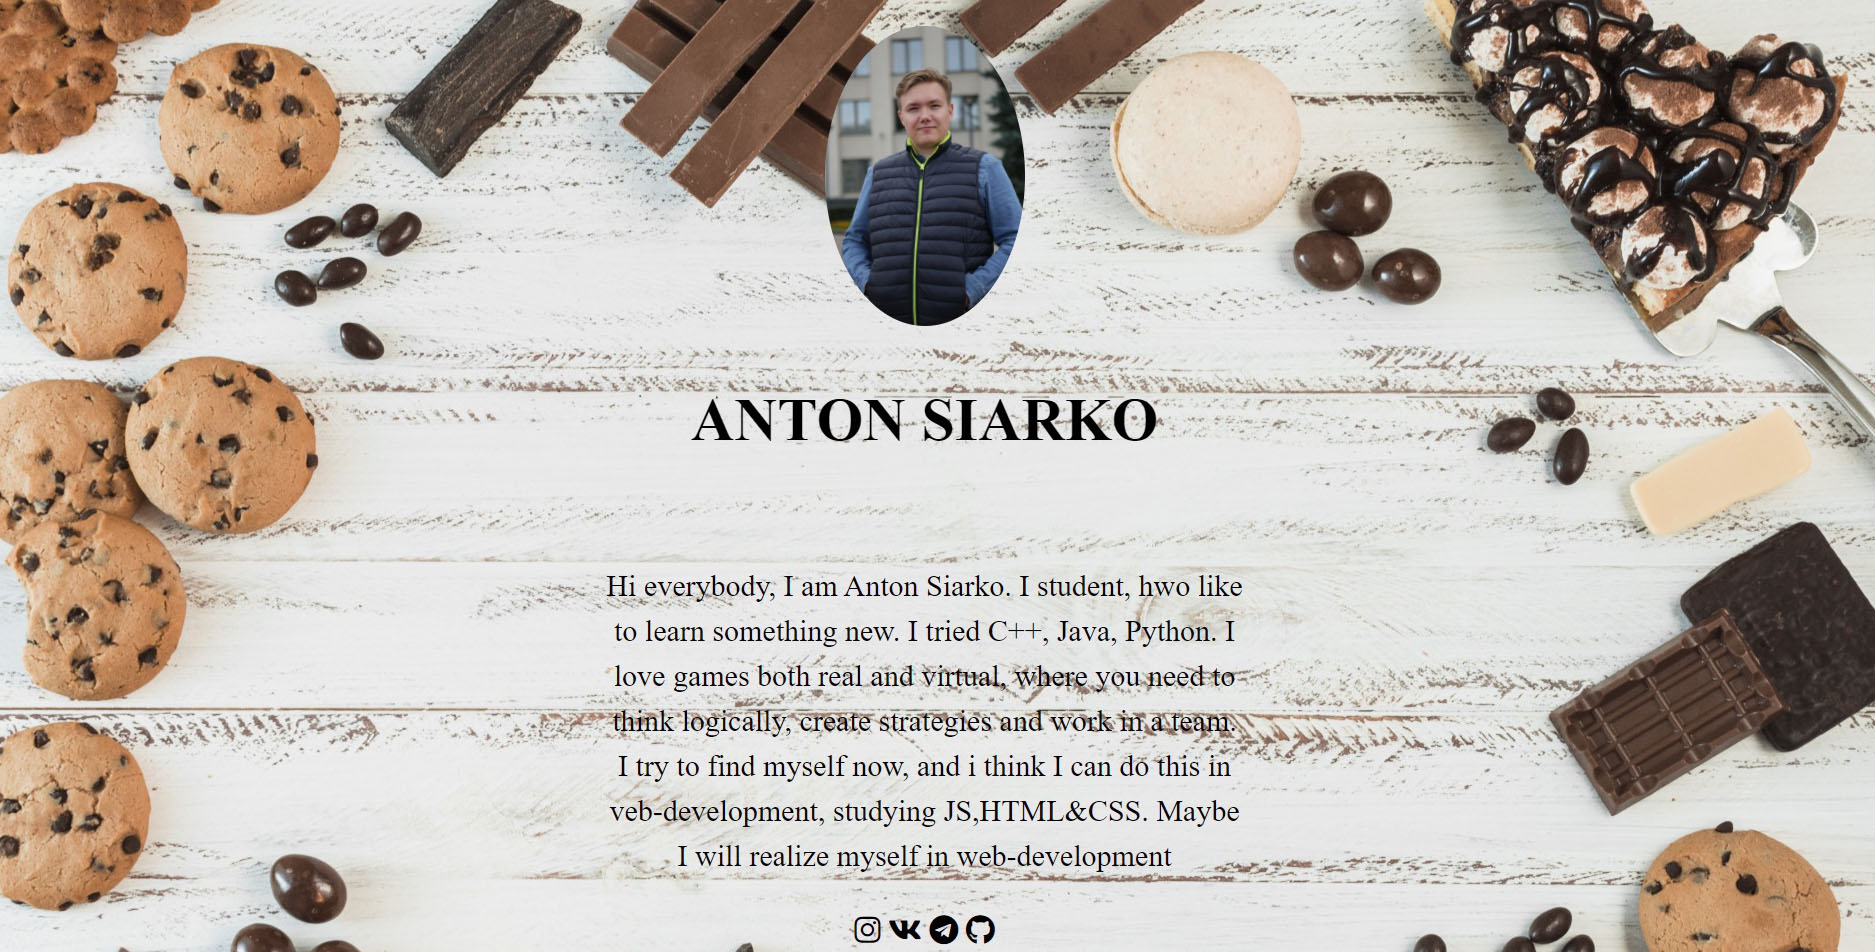 ANTON SIARKO
Hi everybody, I am Anton Siarko. I student, hwo like
to learn something new. I tried C++, Java, Python. I
love games both real and virtual, where you need to
think logically, create strategies and work in a team.
I try to find myself now, and i think I can do this in
veb-development, studying JS,HTML&CSS. Maybe
I will realize myself in web-development